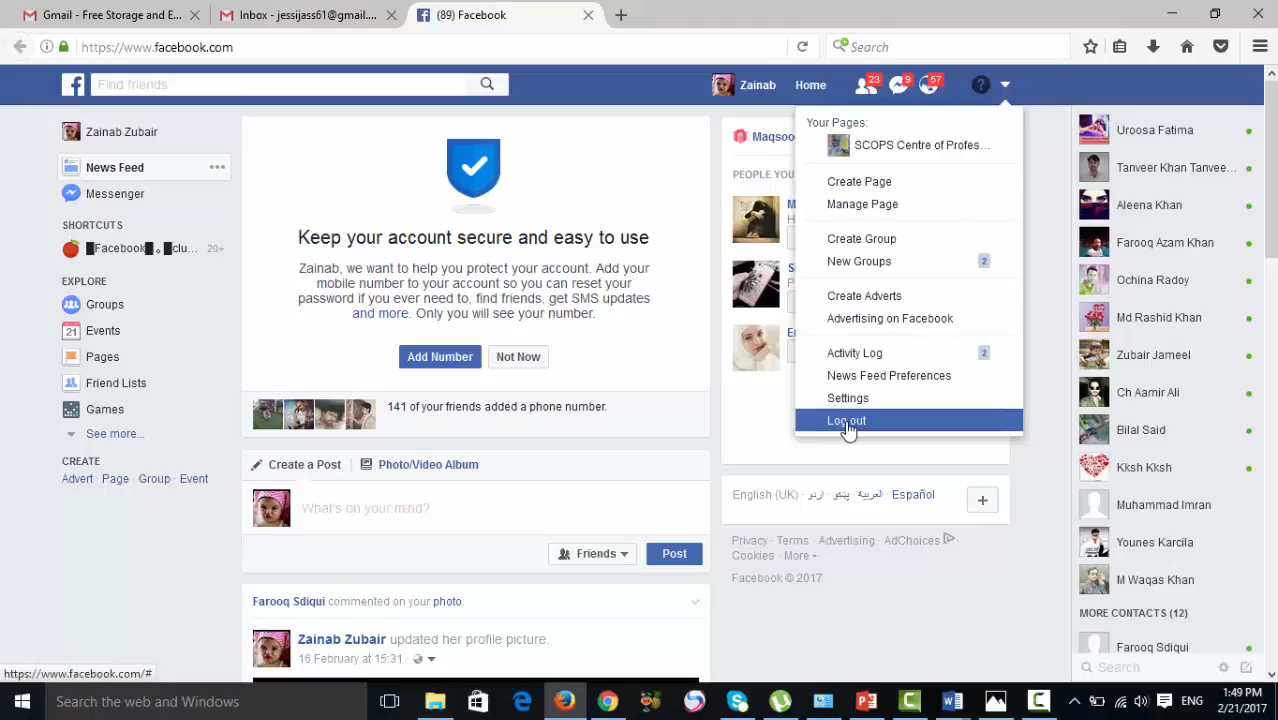 Gmail - Free Storage and E...
Inbox - jessijass61@gmail....
(89) Facebook
https://www.facebook.com
Search
Find friends
Zainab
Home
23
9
57
Zainab Zubair
News Feed
Messenger
SHORTCUTS
█Facebook█ ｡ █clu...
20+
EXPLORE
Groups
Events
Pages
Friend Lists
Games
See more...
CREATE
Advert · Page · Group · Event
Keep your account secure and easy to use
Zainab, we want to help you protect your account. Add your
mobile number to your account so you can reset your
password if you ever need to, find friends, get SMS updates
and more. Only you will see your number.
Add Number
Not Now
141 of your friends added a phone number.
Create a Post
Photo/Video Album
What's on your mind?
Friends
Post
Farooq Sdiqui commented on your photo.
Zainab Zubair updated her profile picture.
16 February at 15:31 ·
Maqsoo
PEOPLE YOU
Your Pages:
SCOPS Centre of Profes...
Create Page
Manage Page
Create Group
New Groups
2
Create Adverts
Advertising on Facebook
Activity Log
2
News Feed Preferences
Settings
Log out
English (UK) · اردو · پښتو · العربية · Español
Privacy · Terms · Advertising · AdChoices
Cookies · More
Facebook © 2017
Uroosa Fatima
Tanveer Khan Tanvee...
Aleena Khan
Farooq Azam Khan
Ochina Radoy
Md Rashid Khan
Zubair Jameel
Ch Aamir Ali
Bilal Said
Kksh Kksh
Muhammad Imran
Younes Karcila
M Waqas Khan
MORE CONTACTS (12)
Farooq Sdiqui
Search
https://www.facebook.com/#
Search the web and Windows
ENG
1:49 PM
2/21/2017